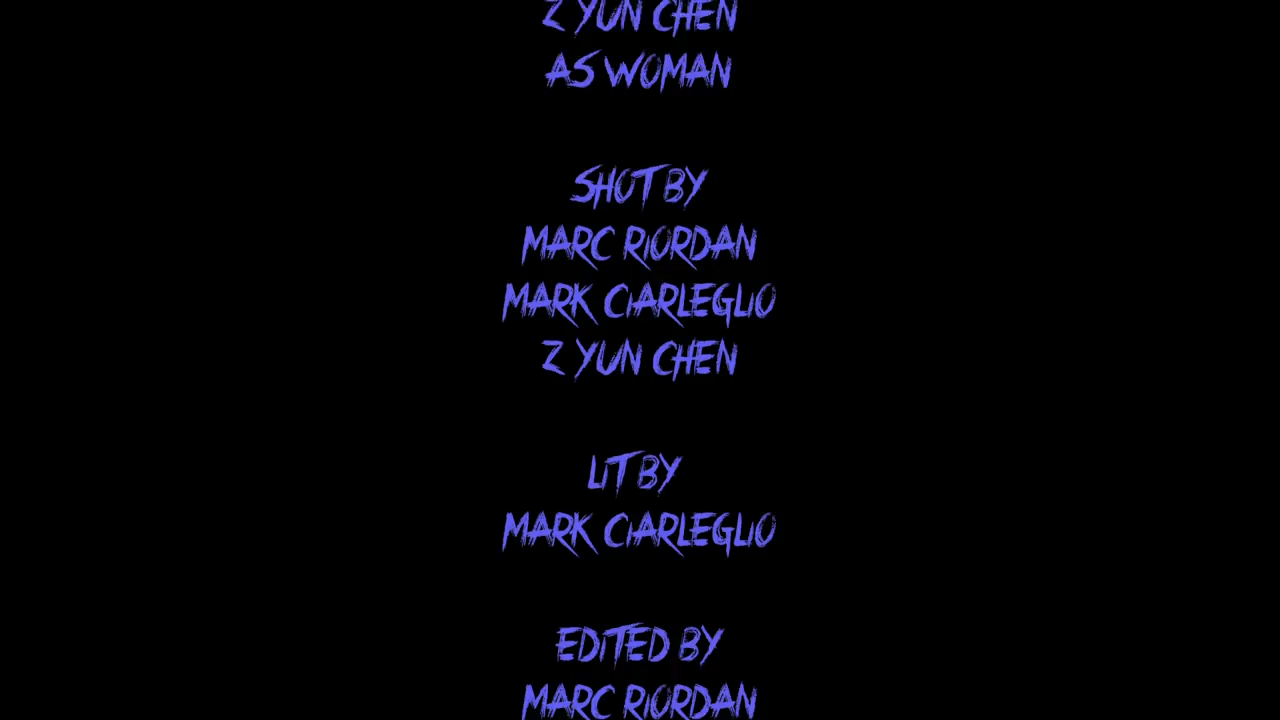 Z YUN CHEN
AS WOMAN
SHOT BY
MARC RIORDAN
MARK CIARLEGLIO
Z YUN CHEN
LIT BY
MARK CIARLEGLIO
EDITED BY
MARC RIORDAN